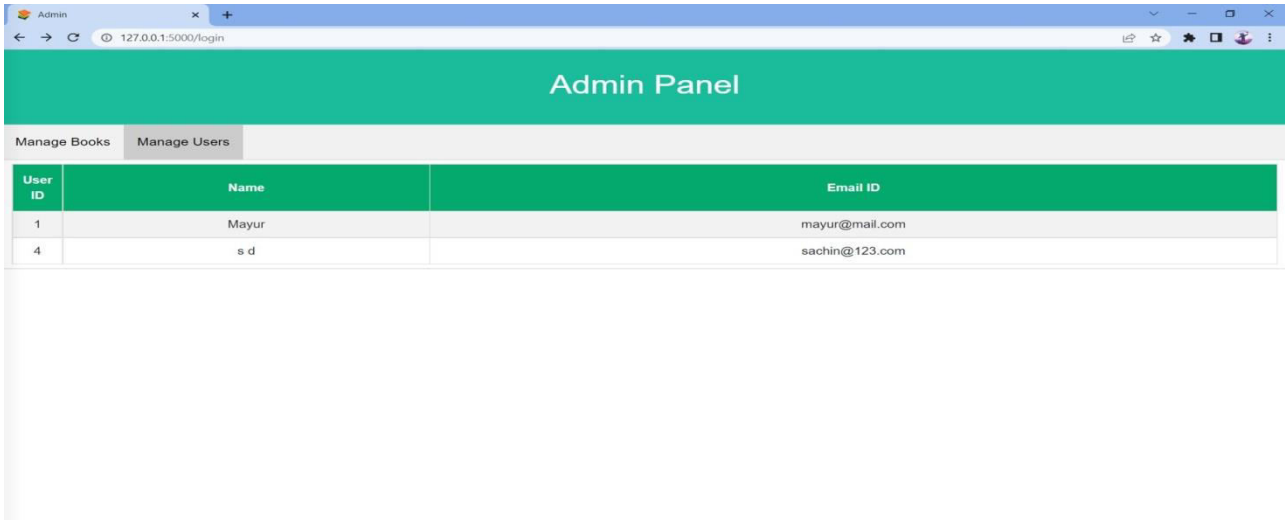 Admin
127.0.0.1:5000/login
Admin Panel
Manage Books Manage Users
User ID Name Email ID
1 Mayur mayur@mail.com
4 s d sachin@123.com